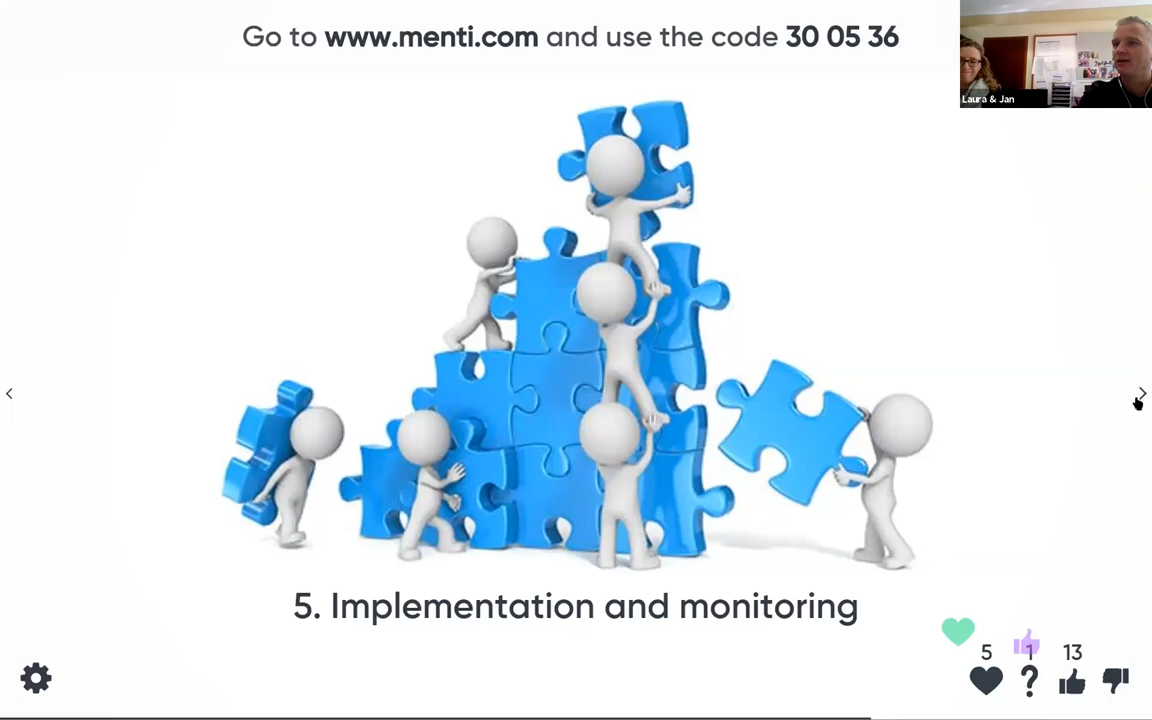 Go to www.menti.com and use the code 30 05 36
Laura & Jan
5. Implementation and monitoring
5 1 13
?